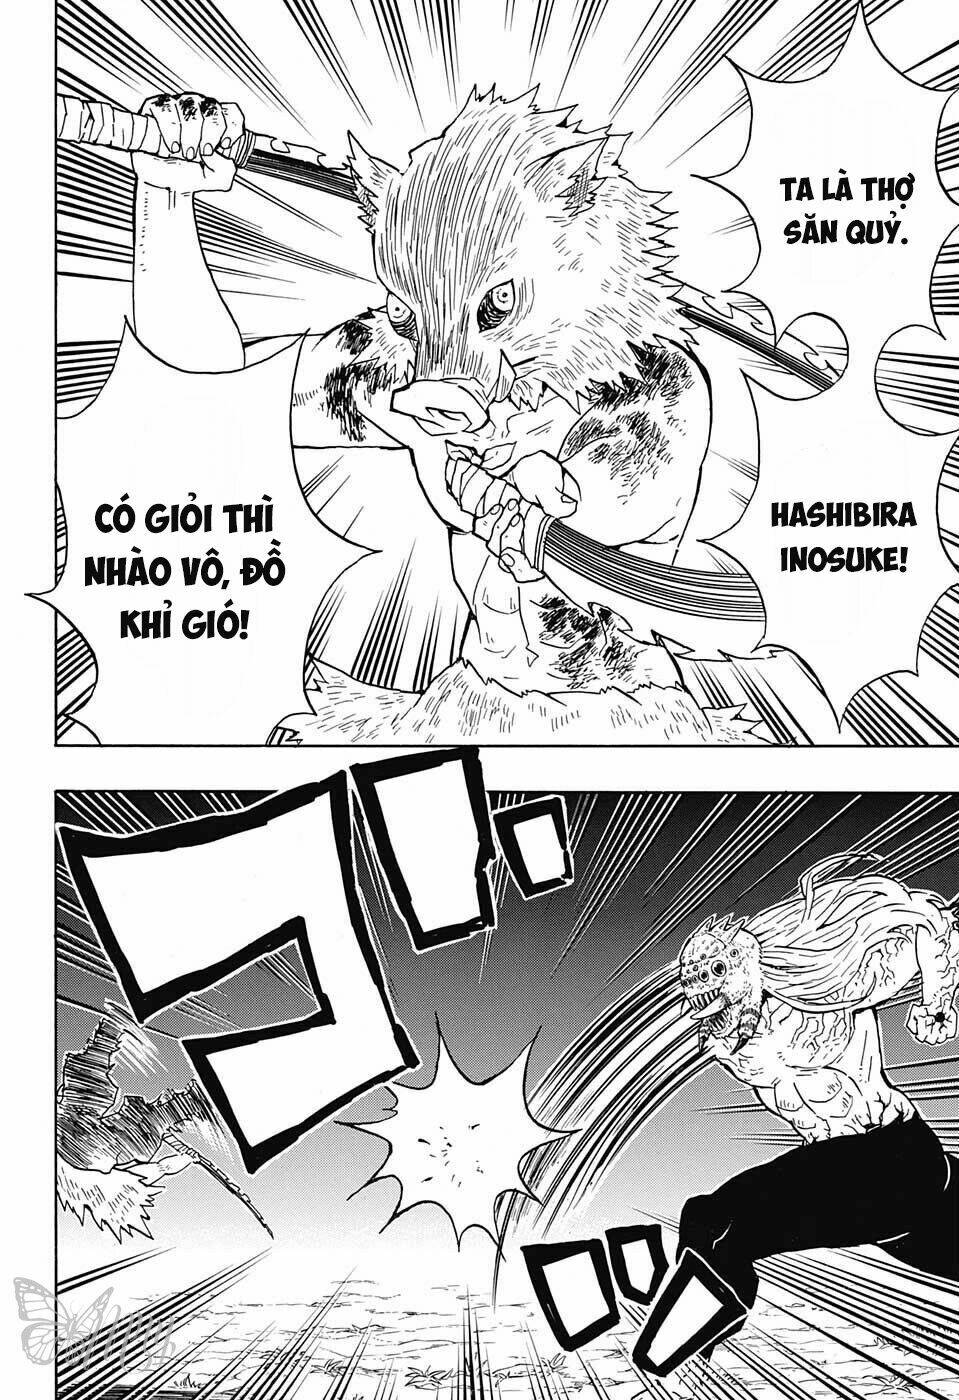 TA LÀ THỢ
SĂN QUỶ.
HASHIBIRA
INOSUKE!
CÓ GIỎI THÌ
NHÀO VÔ, ĐỒ
KHỈ GIÓ!